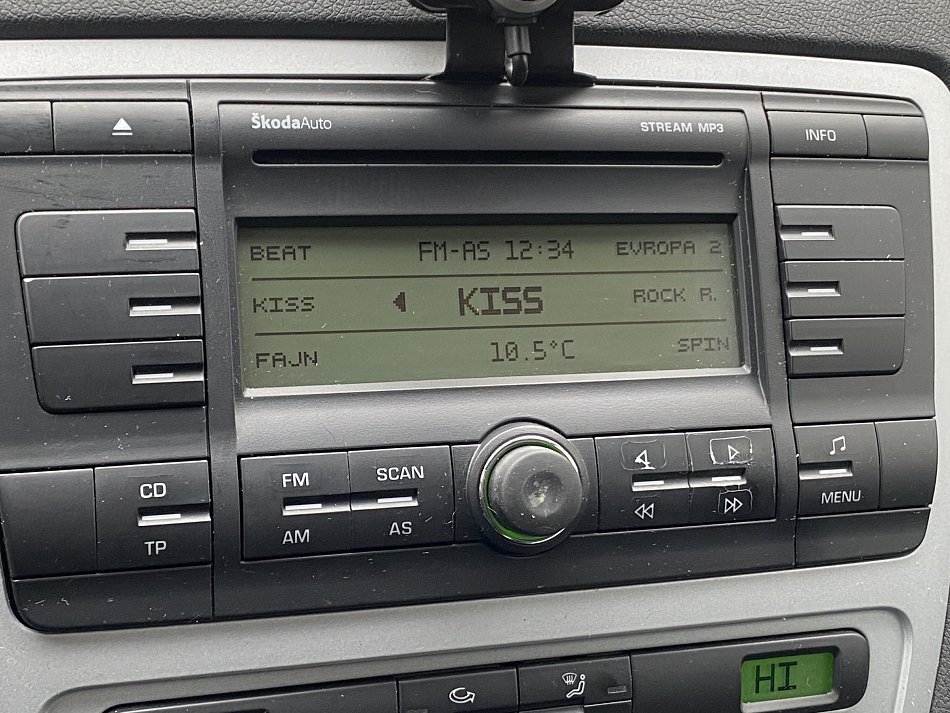 ŠkodaAuto STREAM MP3 INFO
BEAT FM-AS 12:34 EVROPA 2
KISS KISS ROCK R.
FAJN 10.5°C SPIN
CD FM SCAN MENU
TP AM AS
HI